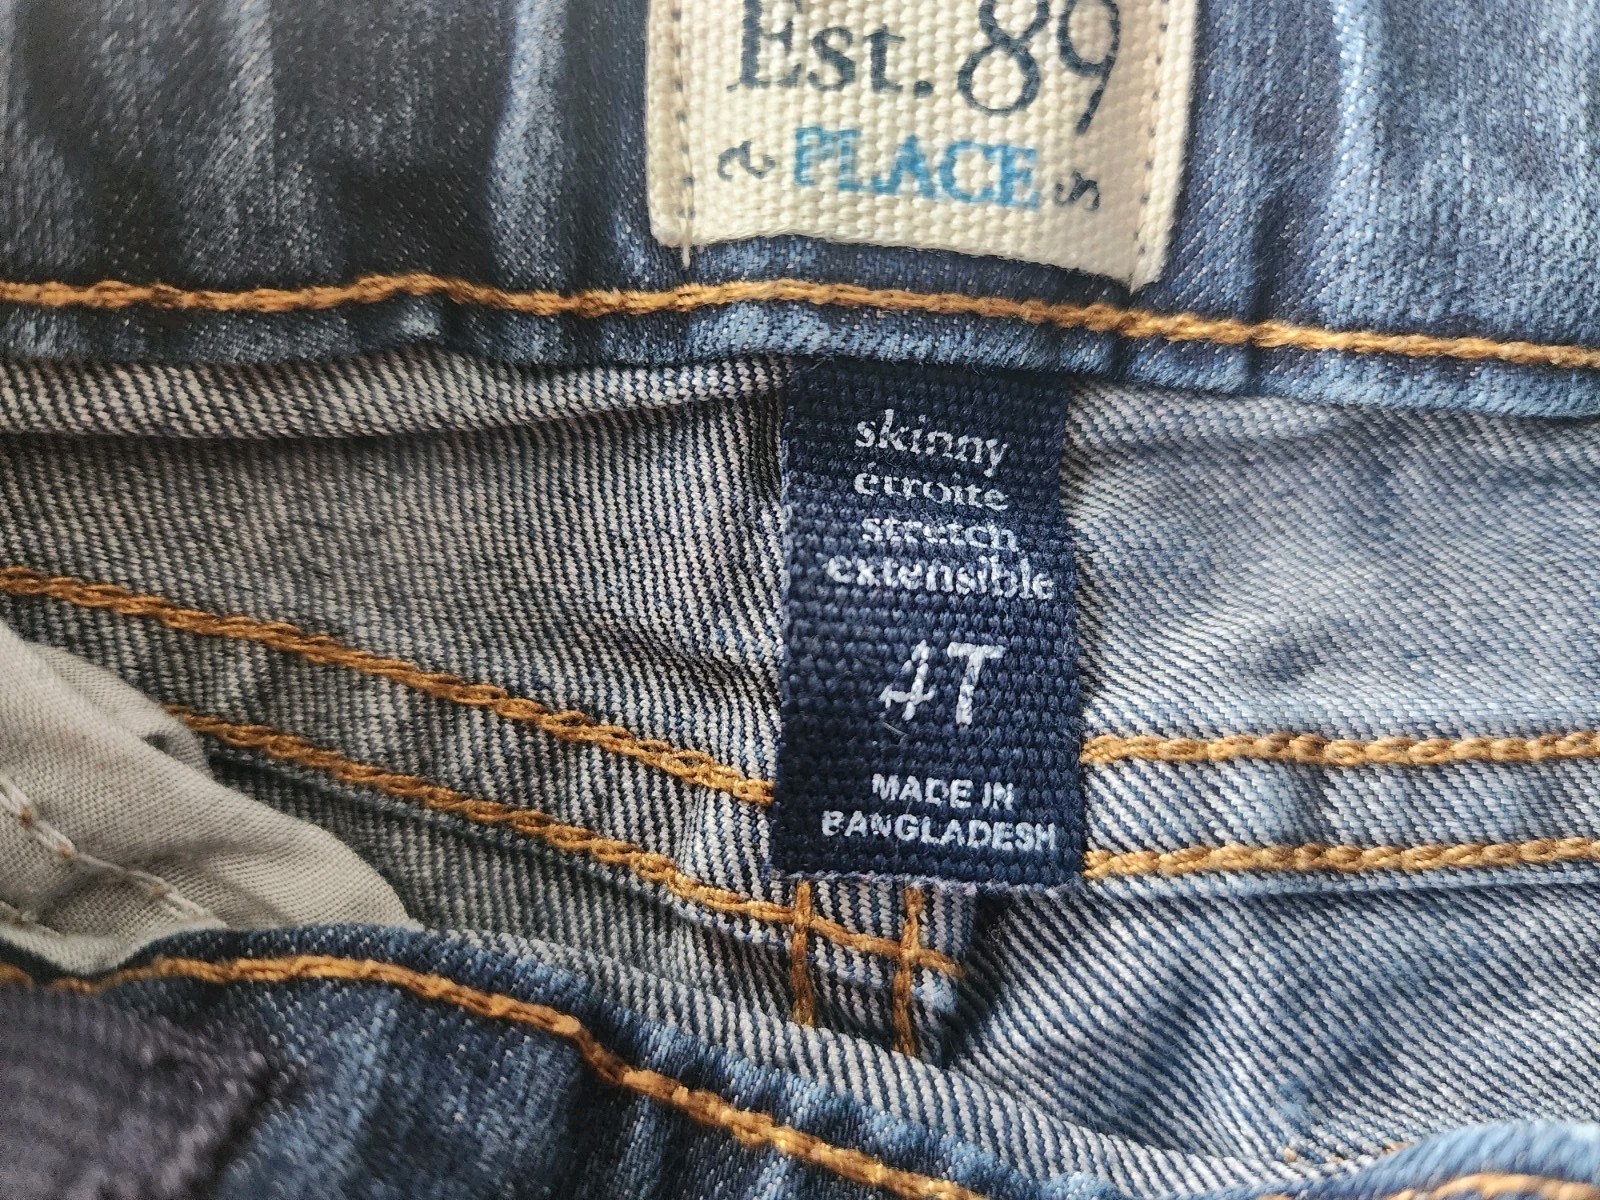 Est. 89
PLACE
skinny
étroite
stretch
extensible
4T
MADE IN
BANGLADESH